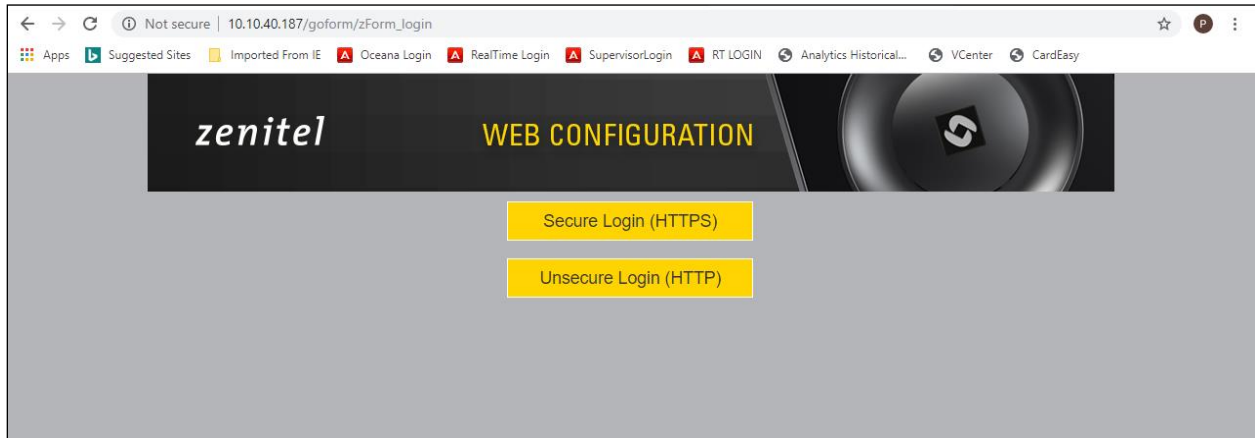 Not secure | 10.10.40.187/goform/zForm_login P
Apps Suggested Sites Imported From IE Oceana Login RealTime Login SupervisorLogin RT LOGIN Analytics Historical... VCenter CardEasy
zenitel WEB CONFIGURATION
Secure Login (HTTPS)
Unsecure Login (HTTP)